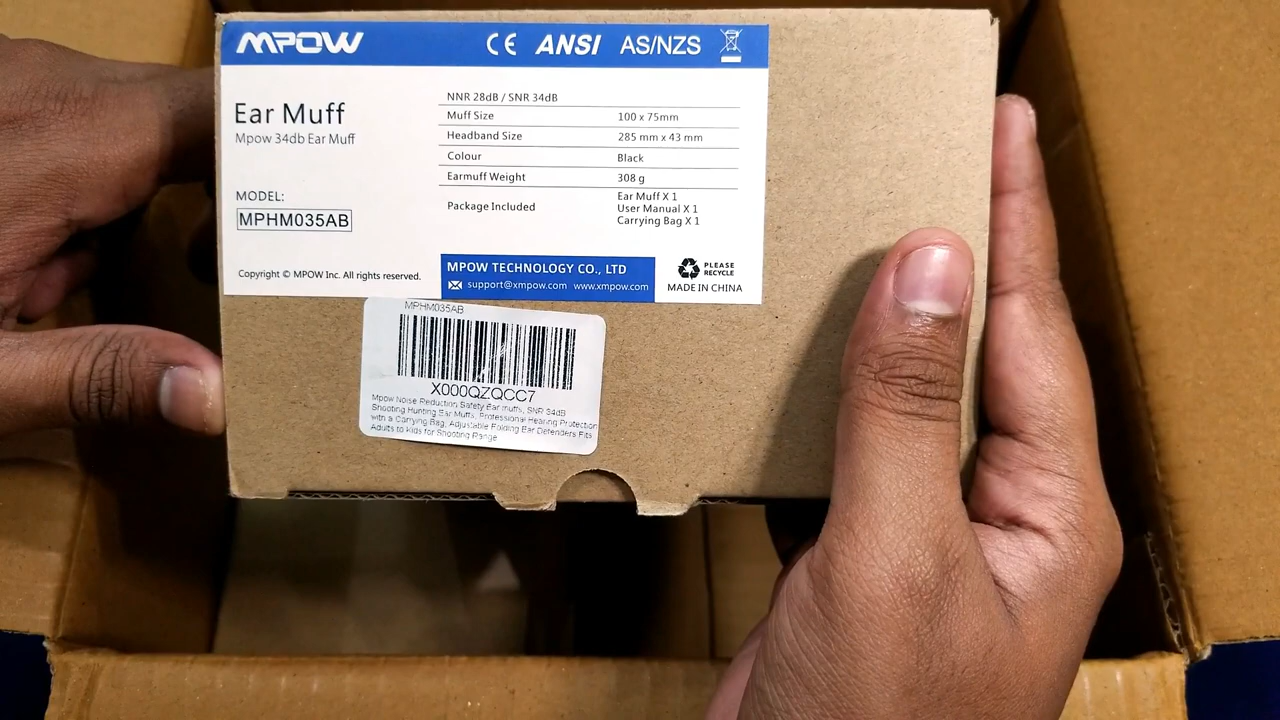 MPOW CE ANSI AS/NZS
Ear Muff
Mpow 34db Ear Muff
MODEL:
MPHM035AB
NNR 28dB / SNR 34dB
Muff Size 100 x 75mm
Headband Size 285 mm x 43 mm
Colour Black
Earmuff Weight 308 g
Package Included Ear Muff X 1
User Manual X 1
Carrying Bag X 1
Copyright © MPOW Inc. All rights reserved.
MPOW TECHNOLOGY CO., LTD
support@xmpow.com www.xmpow.com
PLEASE
RECYCLE
MADE IN CHINA
MPHM035AB
X000QZQCC7
Mpow Noise Reduction Safety Ear muffs, SNR 34dB
Shooting Hunting Ear Muffs, Professional Hearing Protection
with a Carrying Bag, Adjustable Folding Ear Defenders Fits
Adults to kids for Shooting Range